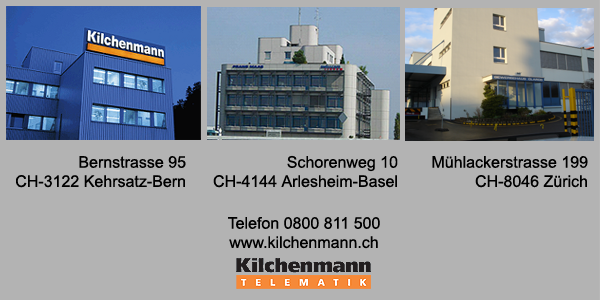 Kilchenmann
Bernstrasse 95
CH-3122 Kehrsatz-Bern
Schorenweg 10
CH-4144 Arlesheim-Basel
Mühlackerstrasse 199
CH-8046 Zürich
Telefon 0800 811 500
www.kilchenmann.ch
Kilchenmann
TELEMATIK